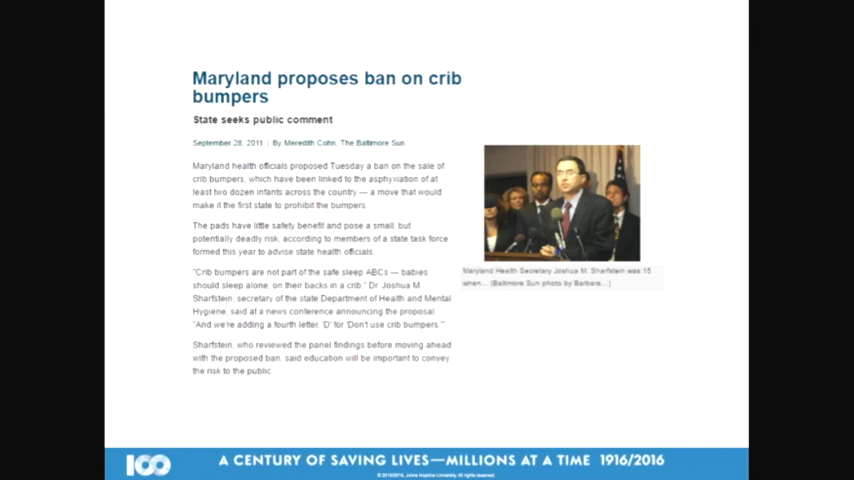 Maryland proposes ban on crib
bumpers
State seeks public comment
September 28, 2011 | By Meredith Cohn, The Baltimore Sun
Maryland health officials proposed Tuesday a ban on the sale of
crib bumpers, which have been linked to the asphyxiation of at
least two dozen infants across the country — a move that would
make it the first state to prohibit the bumpers.
The pads have little safety benefit and pose a small, but
potentially deadly risk, according to members of a state task force
formed this year to advise state health officials.
"Crib bumpers are not part of the safe sleep ABCs — babies
should sleep alone, on their backs in a crib," Dr. Joshua M.
Sharfstein, secretary of the state Department of Health and Mental
Hygiene, said at a news conference announcing the proposal.
"And we're adding a fourth letter, 'D' for 'Don't use crib bumpers.'"
Sharfstein, who reviewed the panel findings before moving ahead
with the proposed ban, said education will be important to convey
the risk to the public.
Maryland Health Secretary Joshua M. Sharfstein was 15
when... (Baltimore Sun photo by Barbara...)
100
A CENTURY OF SAVING LIVES—MILLIONS AT A TIME 1916/2016
© 2016/2016, Johns Hopkins University. All rights reserved.